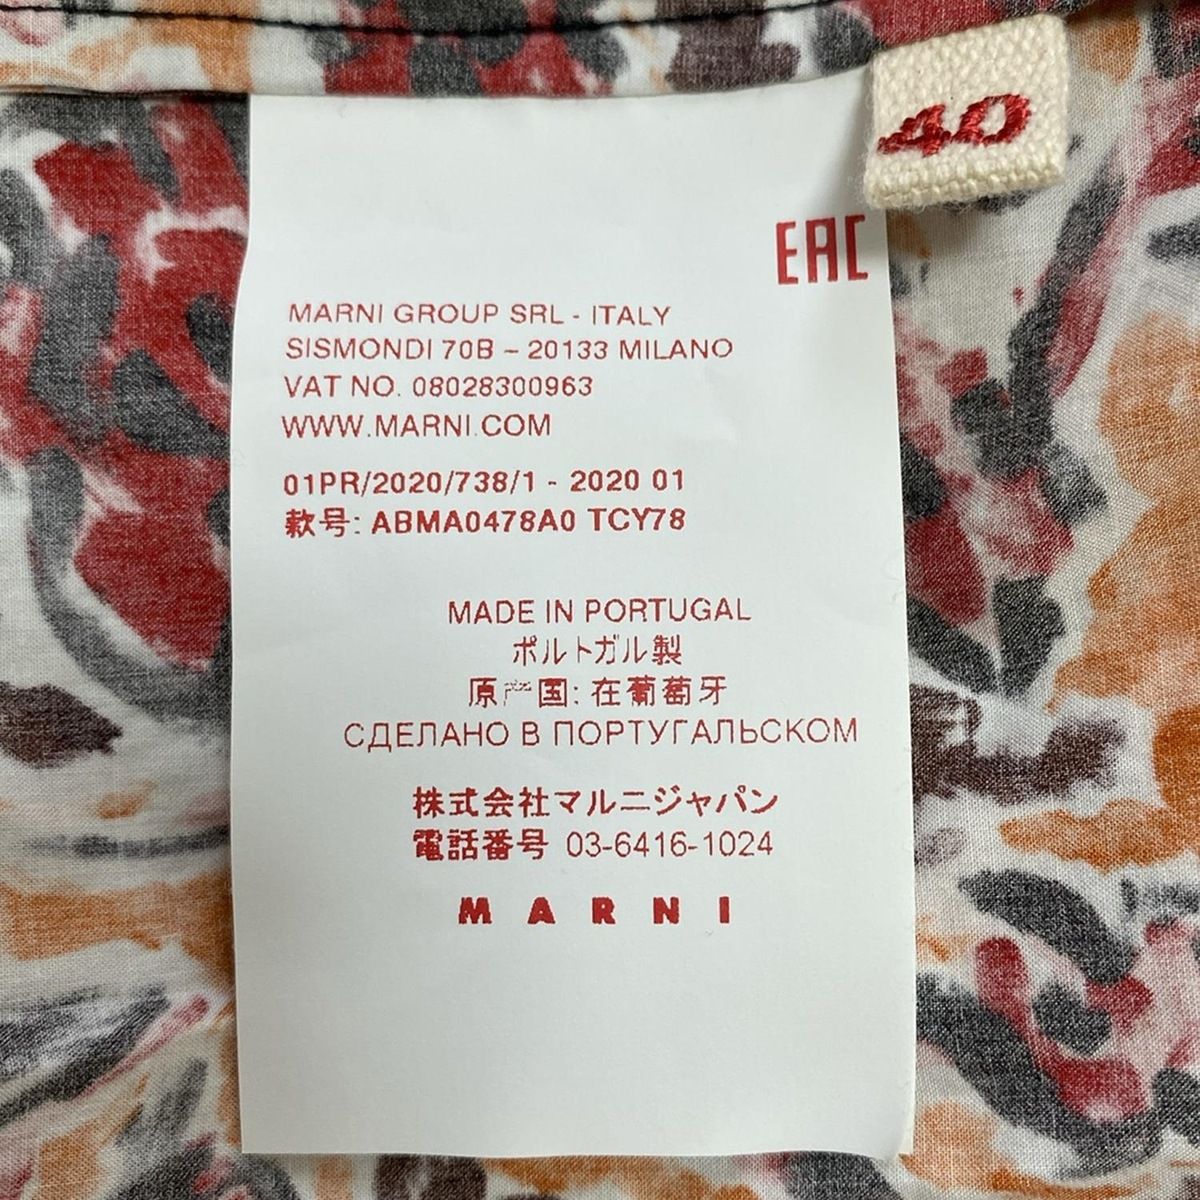 40
EAC
MARNI GROUP SRL - ITALY
SISMONDI 70B – 20133 MILANO
VAT NO. 08028300963
WWW.MARNI.COM
01PR/2020/738/1 - 2020 01
款号: ABMA0478A0 TCY78
MADE IN PORTUGAL
ポルトガル製
原产国: 在葡萄牙
СДЕЛАНО В ПОРТУГАЛЬСКОМ
株式会社マルニジャパン
電話番号 03-6416-1024
MARNI